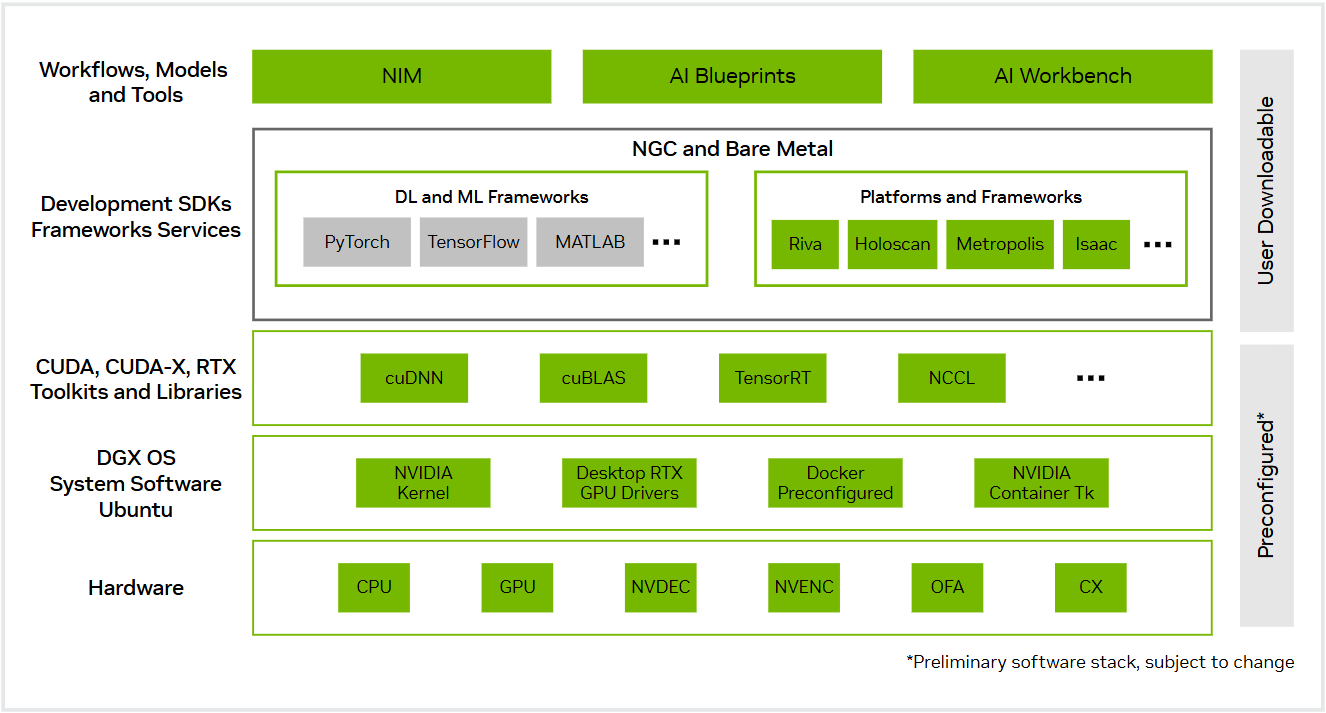 Workflows, Models
and Tools
NIM
AI Blueprints
AI Workbench
User Downloadable
NGC and Bare Metal
Development SDKs
Frameworks Services
DL and ML Frameworks
PyTorch
TensorFlow
MATLAB
...
Platforms and Frameworks
Riva
Holoscan
Metropolis
Isaac
...
CUDA, CUDA-X, RTX
Toolkits and Libraries
cuDNN
cuBLAS
TensorRT
NCCL
...
Preconfigured*
DGX OS
System Software
Ubuntu
NVIDIA
Kernel
Desktop RTX
GPU Drivers
Docker
Preconfigured
NVIDIA
Container Tk
Hardware
CPU
GPU
NVDEC
NVENC
OFA
CX
*Preliminary software stack, subject to change